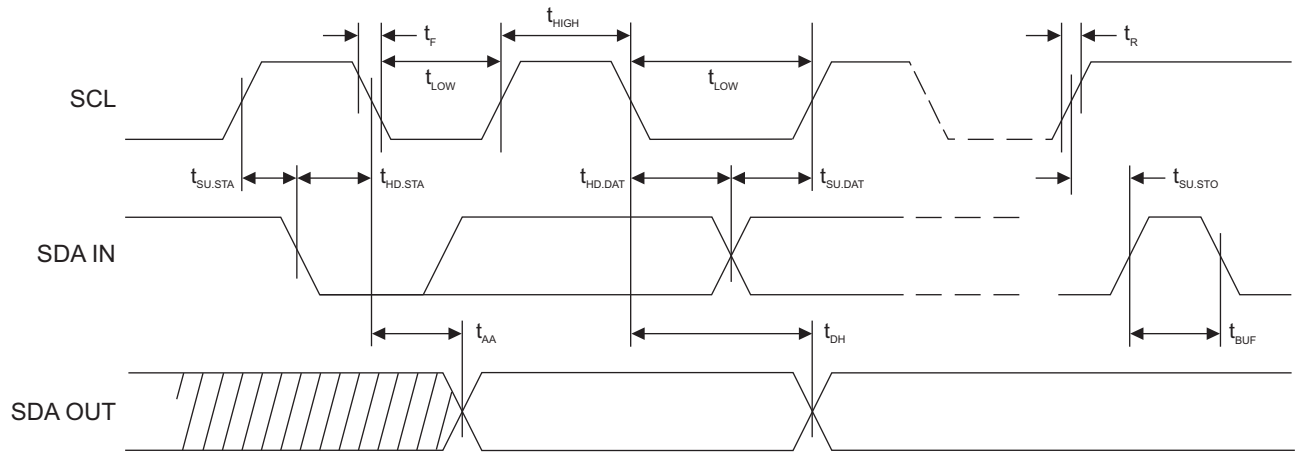 tHIGH
tF
tR
tLOW
tLOW
SCL
tSU.STA
tHD.STA
tHD.DAT
tSU.DAT
tSU.STO
SDA IN
tAA
tDH
tBUF
SDA OUT